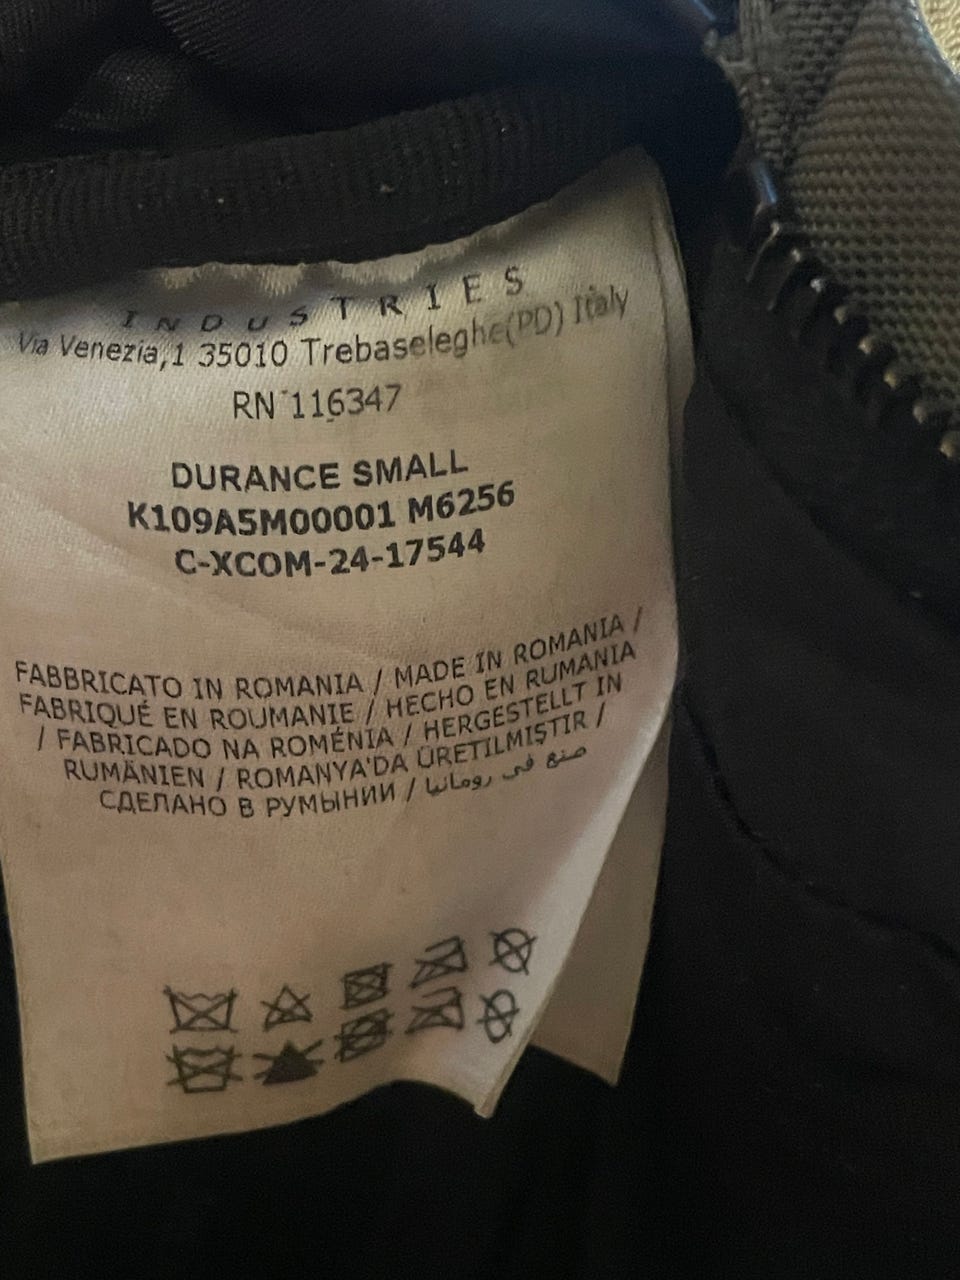 INDUSTRIES
Via Venezia,1 35010 Trebaseleghe(PD) Italy
RN 116347
DURANCE SMALL
K109A5M00001 M6256
C-XCOM-24-17544
FABBRICATO IN ROMANIA / MADE IN ROMANIA /
FABRIQUÉ EN ROUMANIE / HECHO EN RUMANIA
/ FABRICADO NA ROMÉNIA / HERGESTELLT IN
RUMÄNIEN / ROMANYA'DA ÜRETILMIŞTIR /
СДЕЛАНО В РУМЫНИИ / صنع في رومانيا